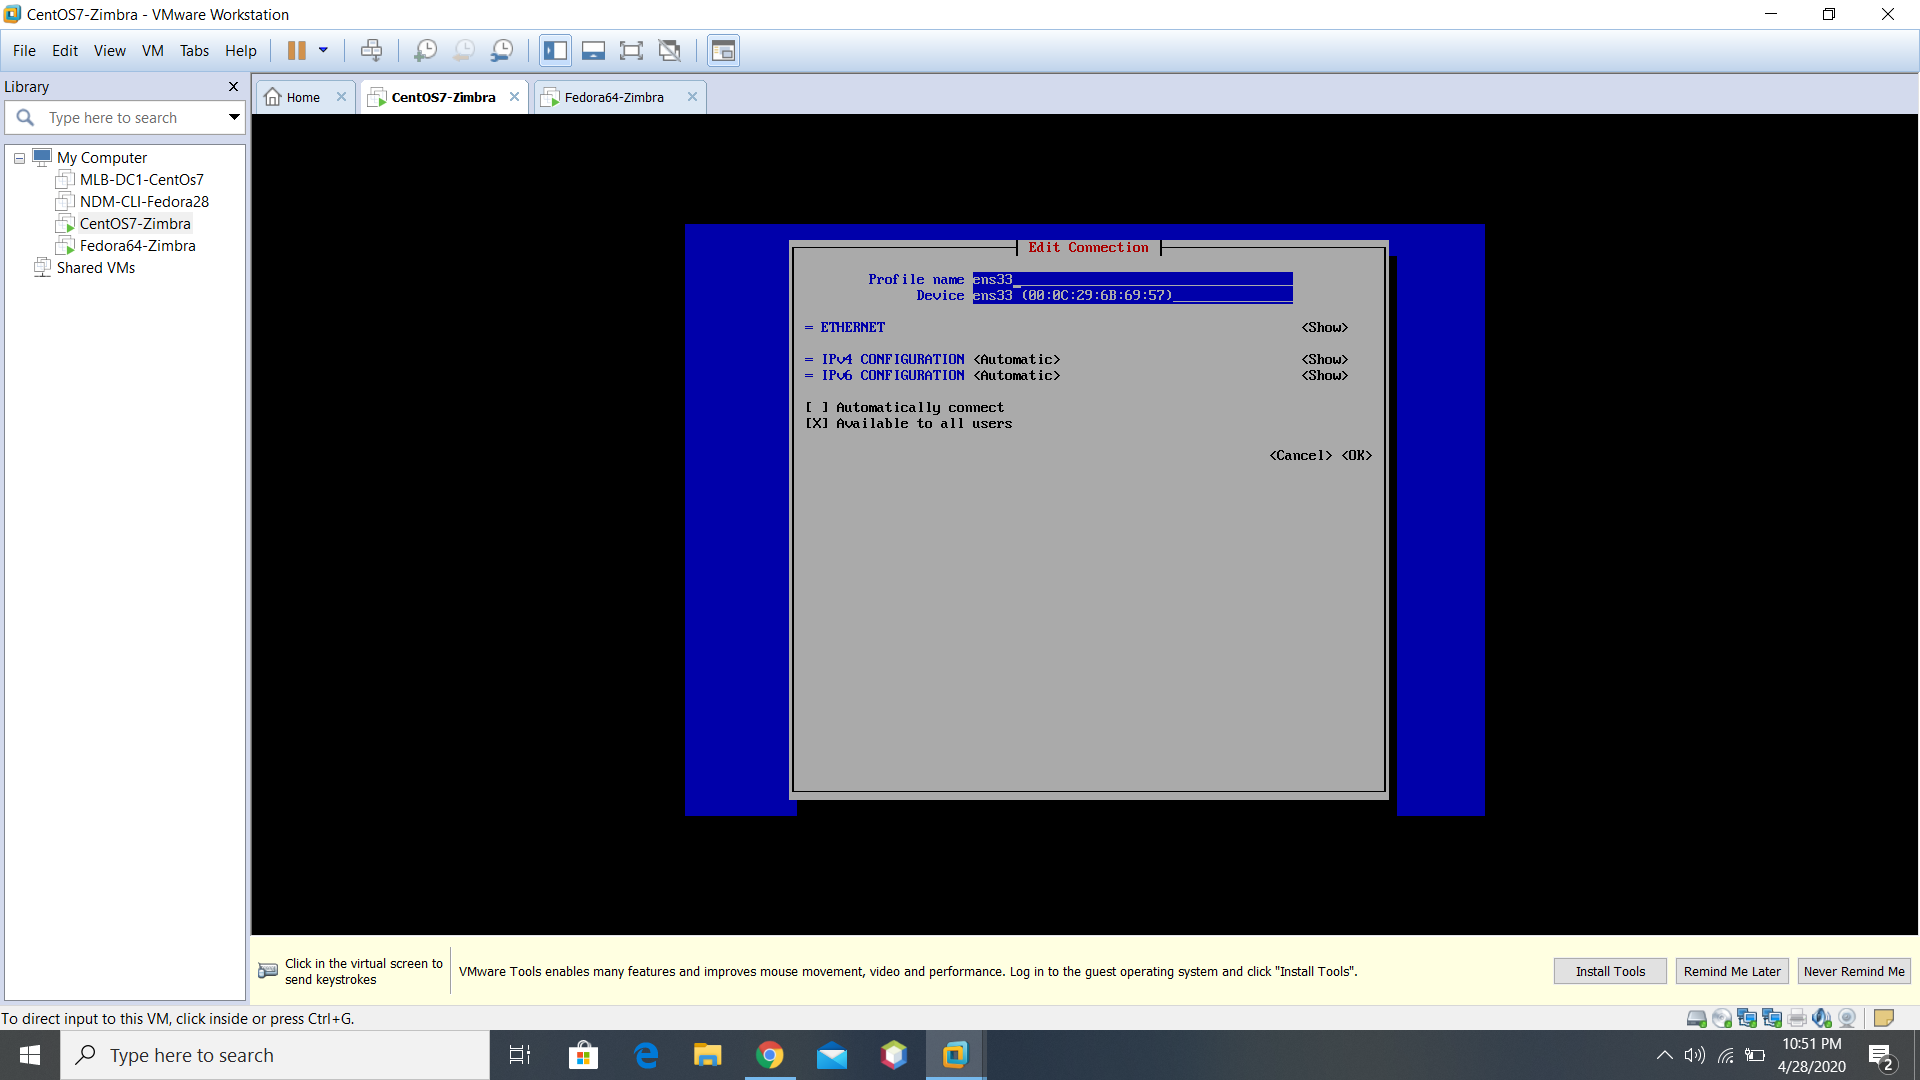 CentOS7-Zimbra - VMware Workstation
File Edit View VM Tabs Help
Library
Type here to search
My Computer
MLB-DC1-CentOs7
NDM-CLI-Fedora28
CentOS7-Zimbra
Fedora64-Zimbra
Shared VMs
Home CentOS7-Zimbra Fedora64-Zimbra
Edit Connection
Profile name ens33
Device ens33 (00:0C:29:6B:69:57)
= ETHERNET <Show>
= IPv4 CONFIGURATION <Automatic> <Show>
= IPv6 CONFIGURATION <Automatic> <Show>
[ ] Automatically connect
[X] Available to all users
<Cancel> <OK>
Click in the virtual screen to
send keystrokes
VMware Tools enables many features and improves mouse movement, video and performance. Log in to the guest operating system and click "Install Tools".
Install Tools Remind Me Later Never Remind Me
To direct input to this VM, click inside or press Ctrl+G.
Type here to search
10:51 PM
4/28/2020
2